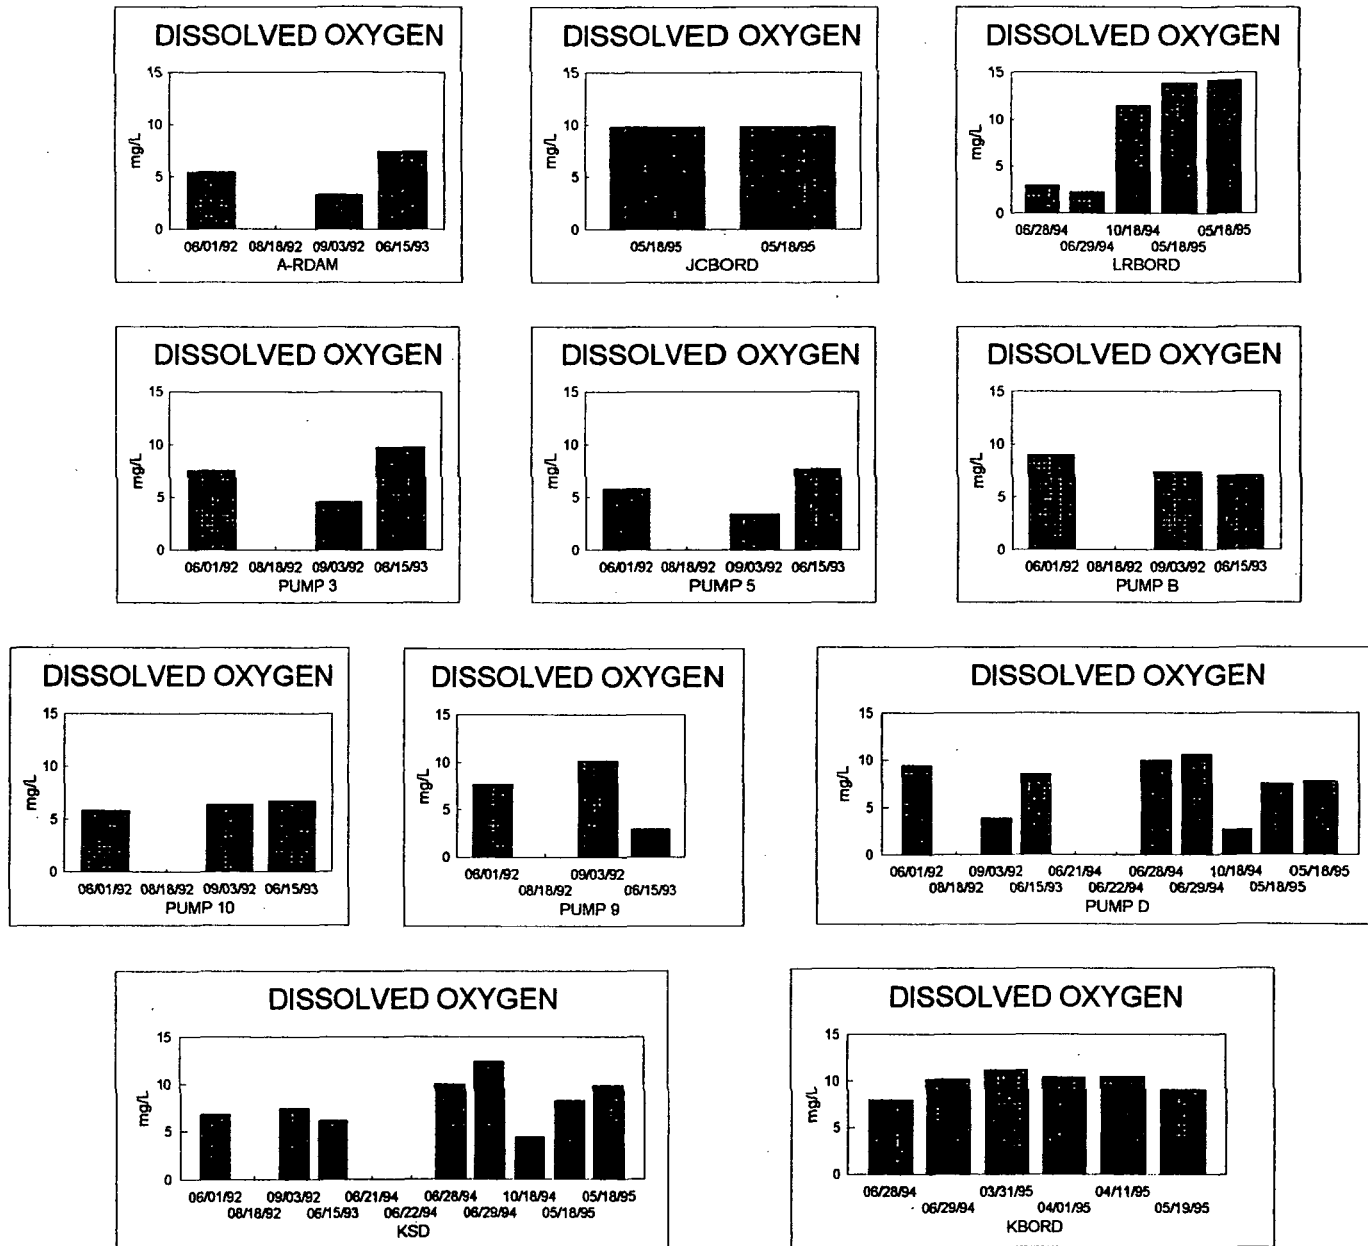 DISSOLVED OXYGEN
15
10
5
0
mg/L
06/01/92 08/18/92 09/03/92 06/15/93
A-RDAM
DISSOLVED OXYGEN
15
10
5
0
mg/L
05/18/95 05/18/95
JCBORD
DISSOLVED OXYGEN
15
10
5
0
mg/L
06/28/94 10/18/94 05/18/95
06/29/94 05/18/95
LRBORD
DISSOLVED OXYGEN
15
10
5
0
mg/L
06/01/92 08/18/92 09/03/92 06/15/93
PUMP 3
DISSOLVED OXYGEN
15
10
5
0
mg/L
06/01/92 08/18/92 09/03/92 06/15/93
PUMP 5
DISSOLVED OXYGEN
15
10
5
0
mg/L
06/01/92 08/18/92 09/03/92 06/15/93
PUMP B
DISSOLVED OXYGEN
15
10
5
0
mg/L
06/01/92 08/18/92 09/03/92 06/15/93
PUMP 10
DISSOLVED OXYGEN
15
10
5
0
mg/L
06/01/92 09/03/92
08/18/92 06/15/93
PUMP 9
DISSOLVED OXYGEN
15
10
5
0
mg/L
06/01/92 09/03/92 06/21/94 06/28/94 10/18/94 05/18/95
08/18/92 06/15/93 06/22/94 06/29/94 05/18/95
PUMP D
DISSOLVED OXYGEN
15
10
5
0
mg/L
06/01/92 09/03/92 06/21/94 06/28/94 10/18/94 05/18/95
08/18/92 06/15/93 06/22/94 06/29/94 05/18/95
KSD
DISSOLVED OXYGEN
15
10
5
0
mg/L
06/28/94 03/31/95 04/11/95
06/29/94 04/01/95 05/19/95
KBORD